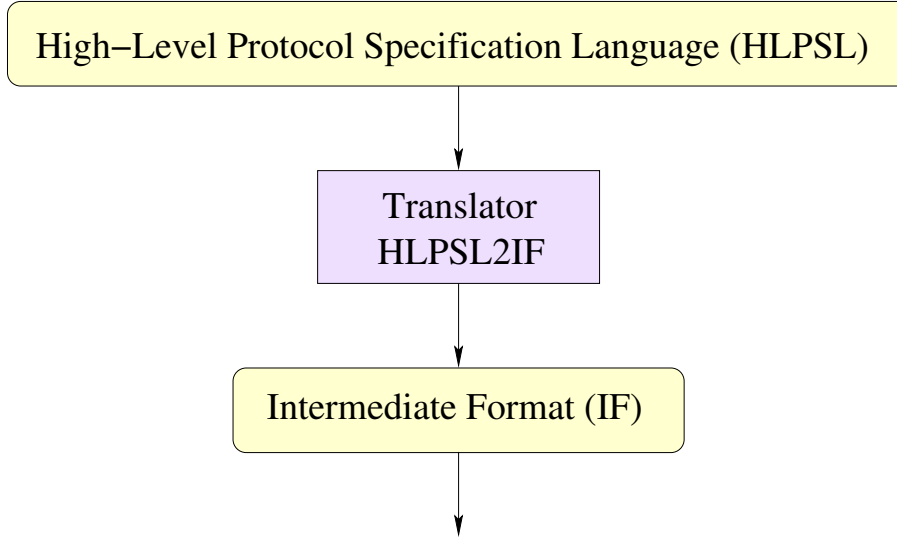 High−Level Protocol Specification Language (HLPSL)
Translator
HLPSL2IF
Intermediate Format (IF)